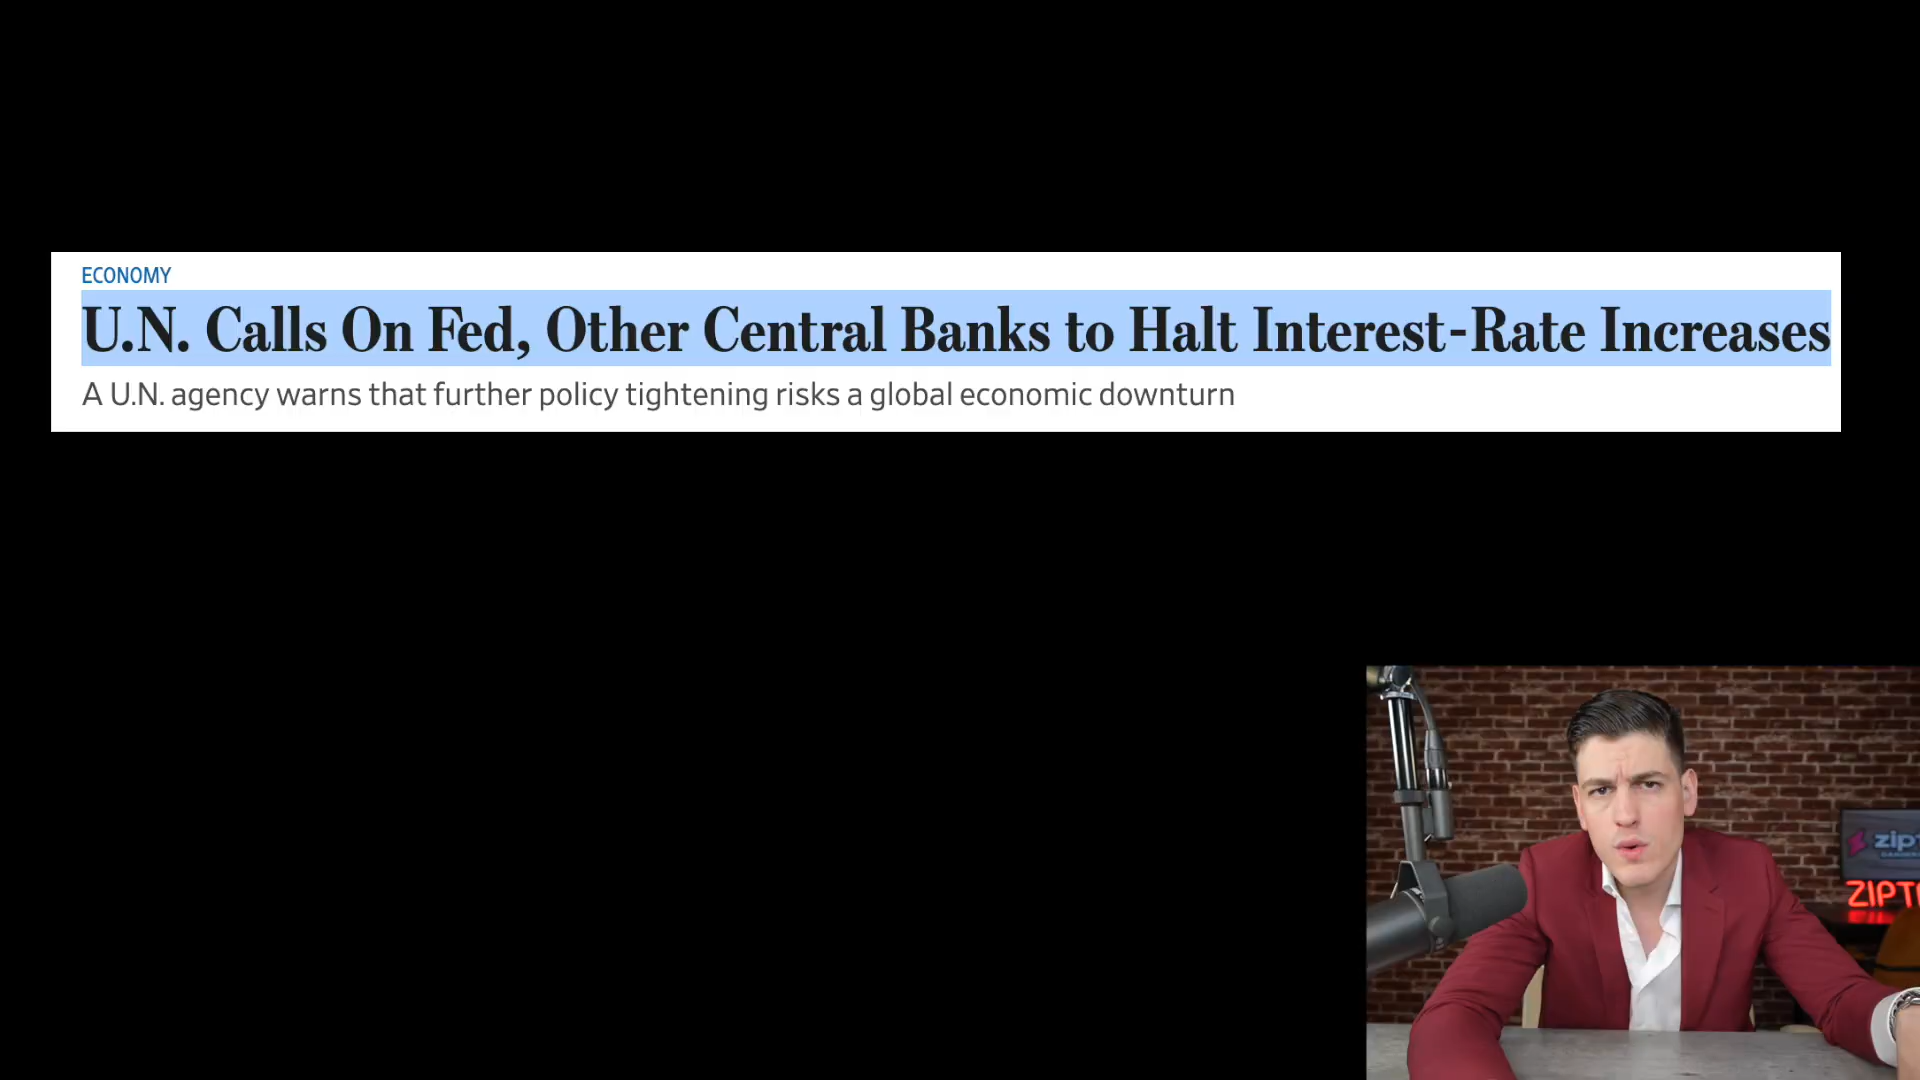 ECONOMY
U.N. Calls On Fed, Other Central Banks to Halt Interest-Rate Increases
A U.N. agency warns that further policy tightening risks a global economic downturn
zip
ZIPT